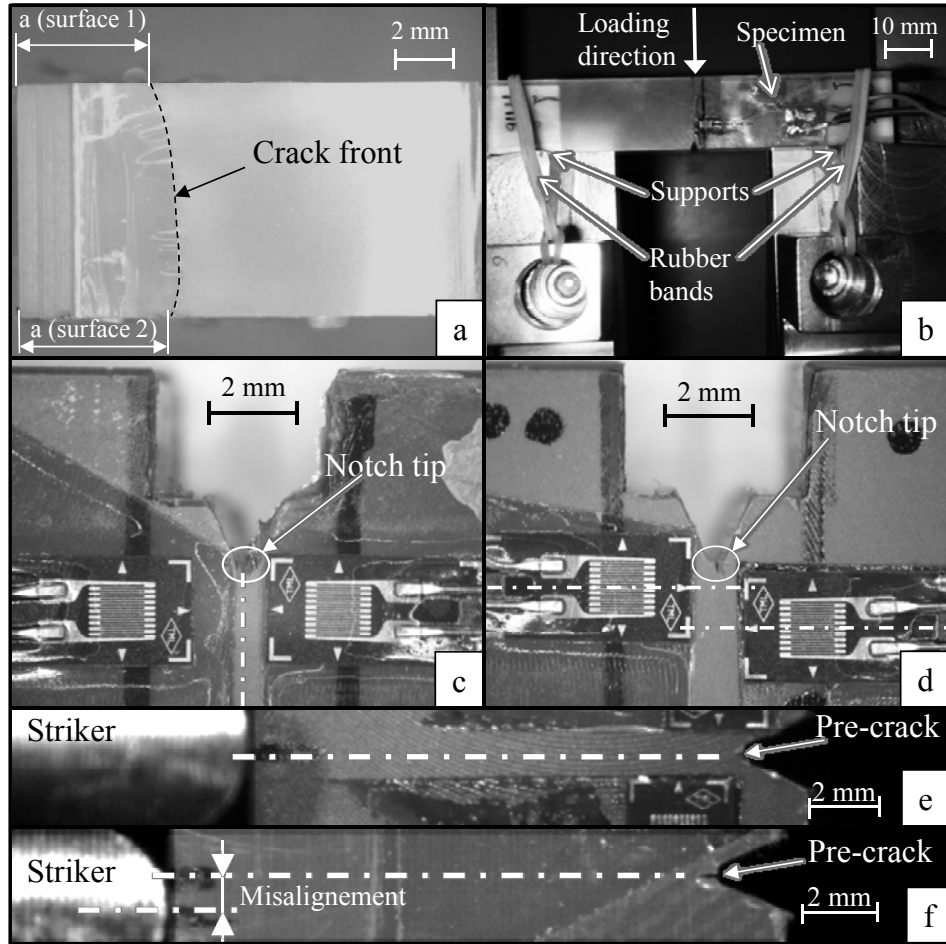 a (surface 1)
2 mm
Crack front
a (surface 2)
a
Loading
direction
Specimen
10 mm
Supports
Rubber
bands
b
2 mm
Notch tip
c
2 mm
Notch tip
d
Striker
Pre-crack
2 mm
e
Striker
Misalignement
Pre-crack
2 mm
f